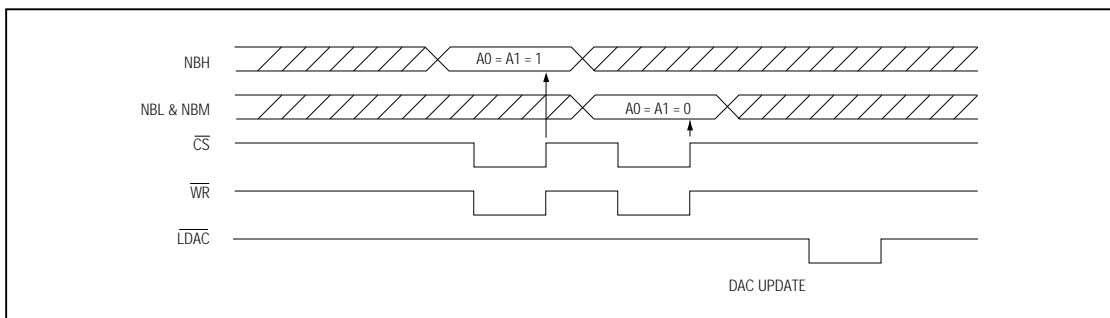 NBH
A0 = A1 = 1
NBL & NBM
A0 = A1 = 0
CS
WR
LDAC
DAC UPDATE